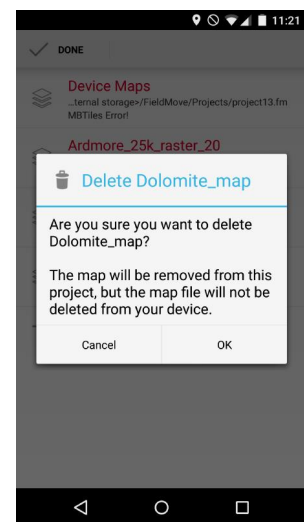 11:21
DONE
Device Maps
...ternal storage>/FieldMove/Projects/project13.fm
MBTiles Error!
Ardmore_25k_raster_20
Delete Dolomite_map
Are you sure you want to delete
Dolomite_map?
The map will be removed from this
project, but the map file will not be
deleted from your device.
Cancel
OK